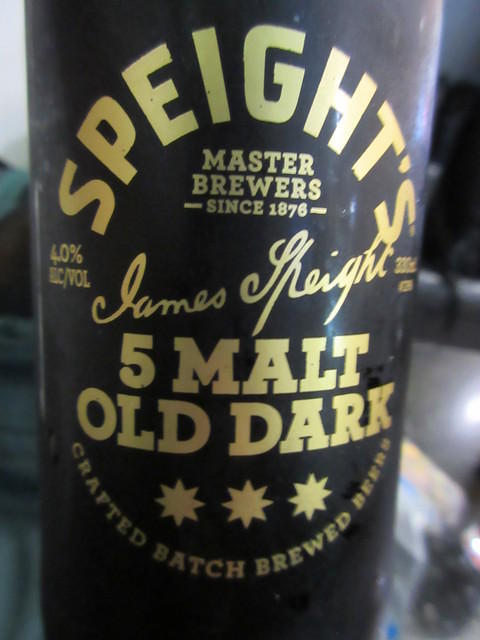 SPEIGHT'S
MASTER
BREWERS
SINCE 1876
4.0%
ALC/VOL
330ml
James Speight
5 MALT
OLD DARK
CRAFTED BATCH BREWED BEERS